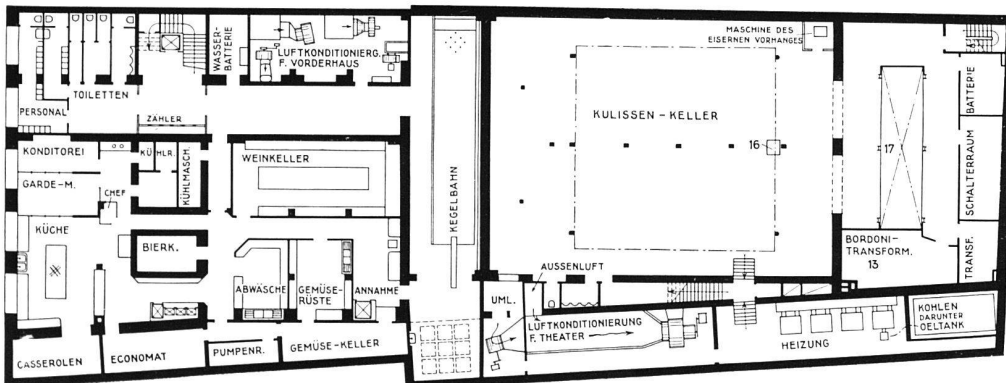 WASSER-
BATTERIE
LUFTKONDITIONIERG.
F. VORDERHAUS
MASCHINE DES
EISERNEN VORHANGES
TOILETTEN
PERSONAL
ZÄHLER
KULISSEN-KELLER
BATTERIE
KONDITOREI
KÜ
HLR.
KÜHLMASCH.
WEINKELLER
KEGELBAHN
16
17
SCHALTERRAUM
GARDE-M.
CHEF
KÜCHE
BIERK.
BORDONI-
TRANSFORM.
13
TRANSF.
ABWÄSCHE
GEMÜSE-
RÜSTE
ANNAHME
AUSSENLUFT
UML.
LUFTKONDITIONIERUNG
F. THEATER
HEIZUNG
KOHLEN
DARUNTER
OELTANK
CASSEROLEN
ECONOMAT
PUMPENR.
GEMÜSE-KELLER